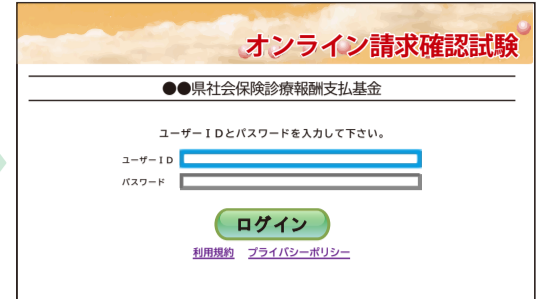 オンライン請求確認試験
●●県社会保険診療報酬支払基金
ユーザーＩＤとパスワードを入力して下さい。
ユーザーＩＤ
パスワード
ログイン
利用規約 プライバシーポリシー